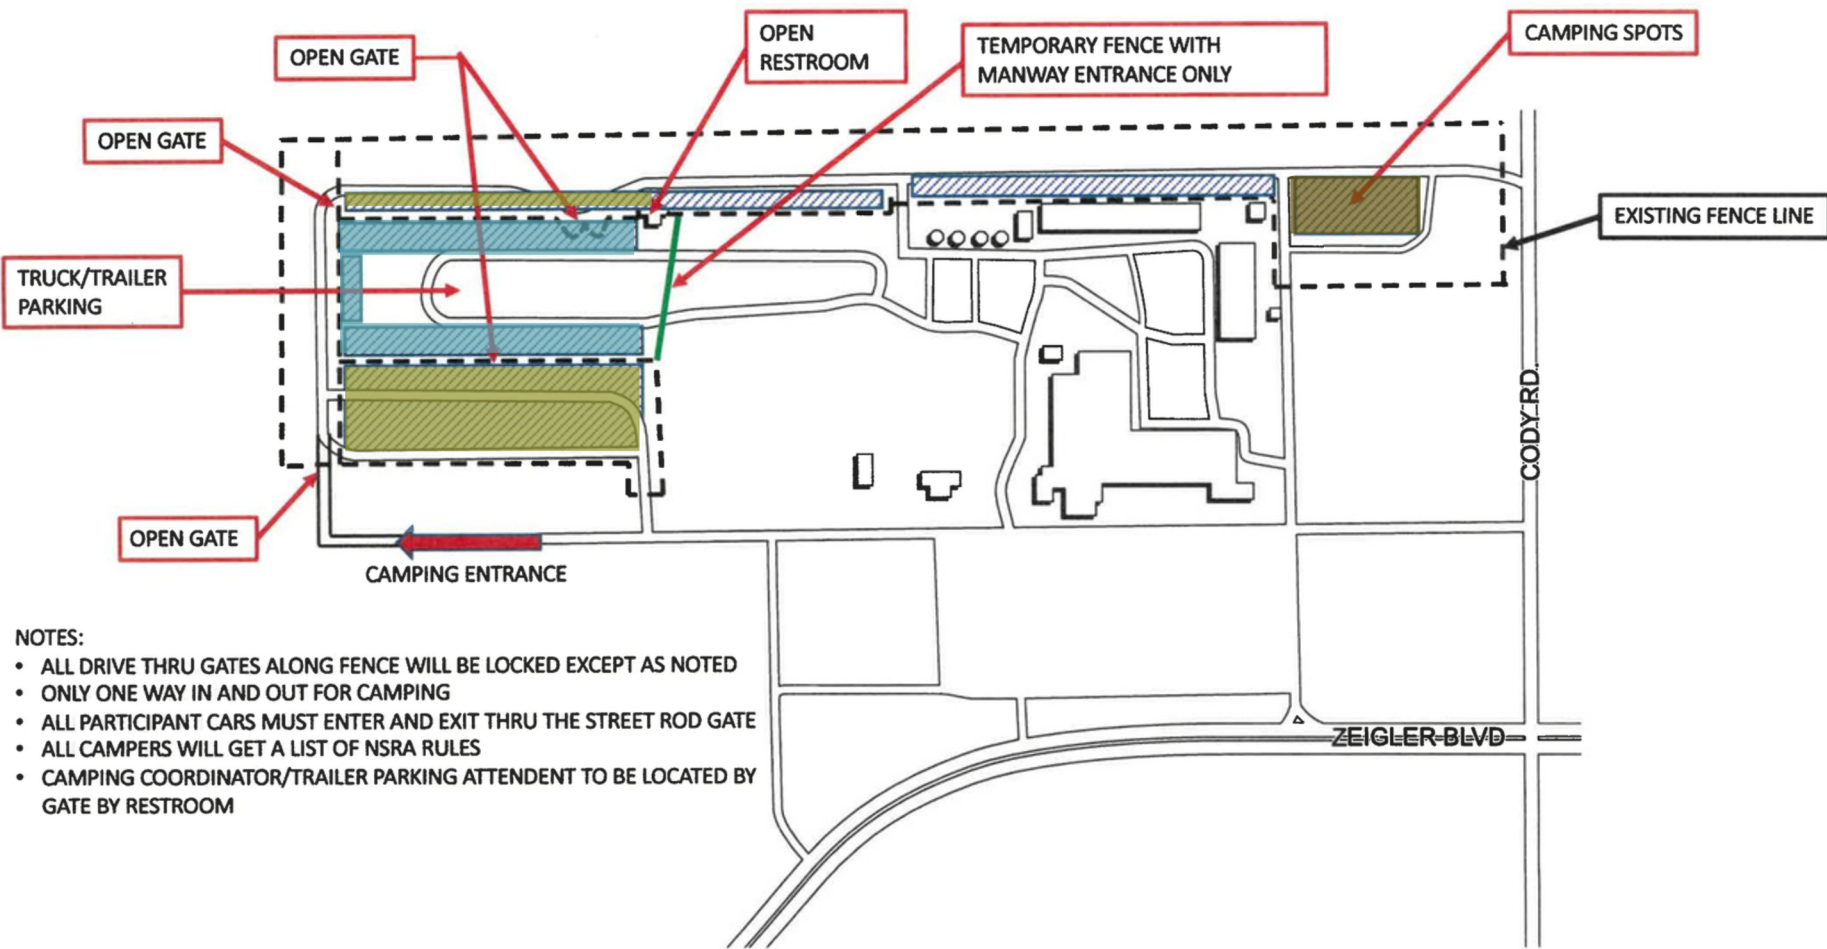 OPEN
RESTROOM
CAMPING SPOTS
OPEN GATE
TEMPORARY FENCE WITH
MANWAY ENTRANCE ONLY
OPEN GATE
EXISTING FENCE LINE
TRUCK/TRAILER
PARKING
CODY RD.
OPEN GATE
CAMPING ENTRANCE
NOTES:
• ALL DRIVE THRU GATES ALONG FENCE WILL BE LOCKED EXCEPT AS NOTED
• ONLY ONE WAY IN AND OUT FOR CAMPING
• ALL PARTICIPANT CARS MUST ENTER AND EXIT THRU THE STREET ROD GATE
• ALL CAMPERS WILL GET A LIST OF NSRA RULES
• CAMPING COORDINATOR/TRAILER PARKING ATTENDENT TO BE LOCATED BY
GATE BY RESTROOM
ZEIGLER BLVD